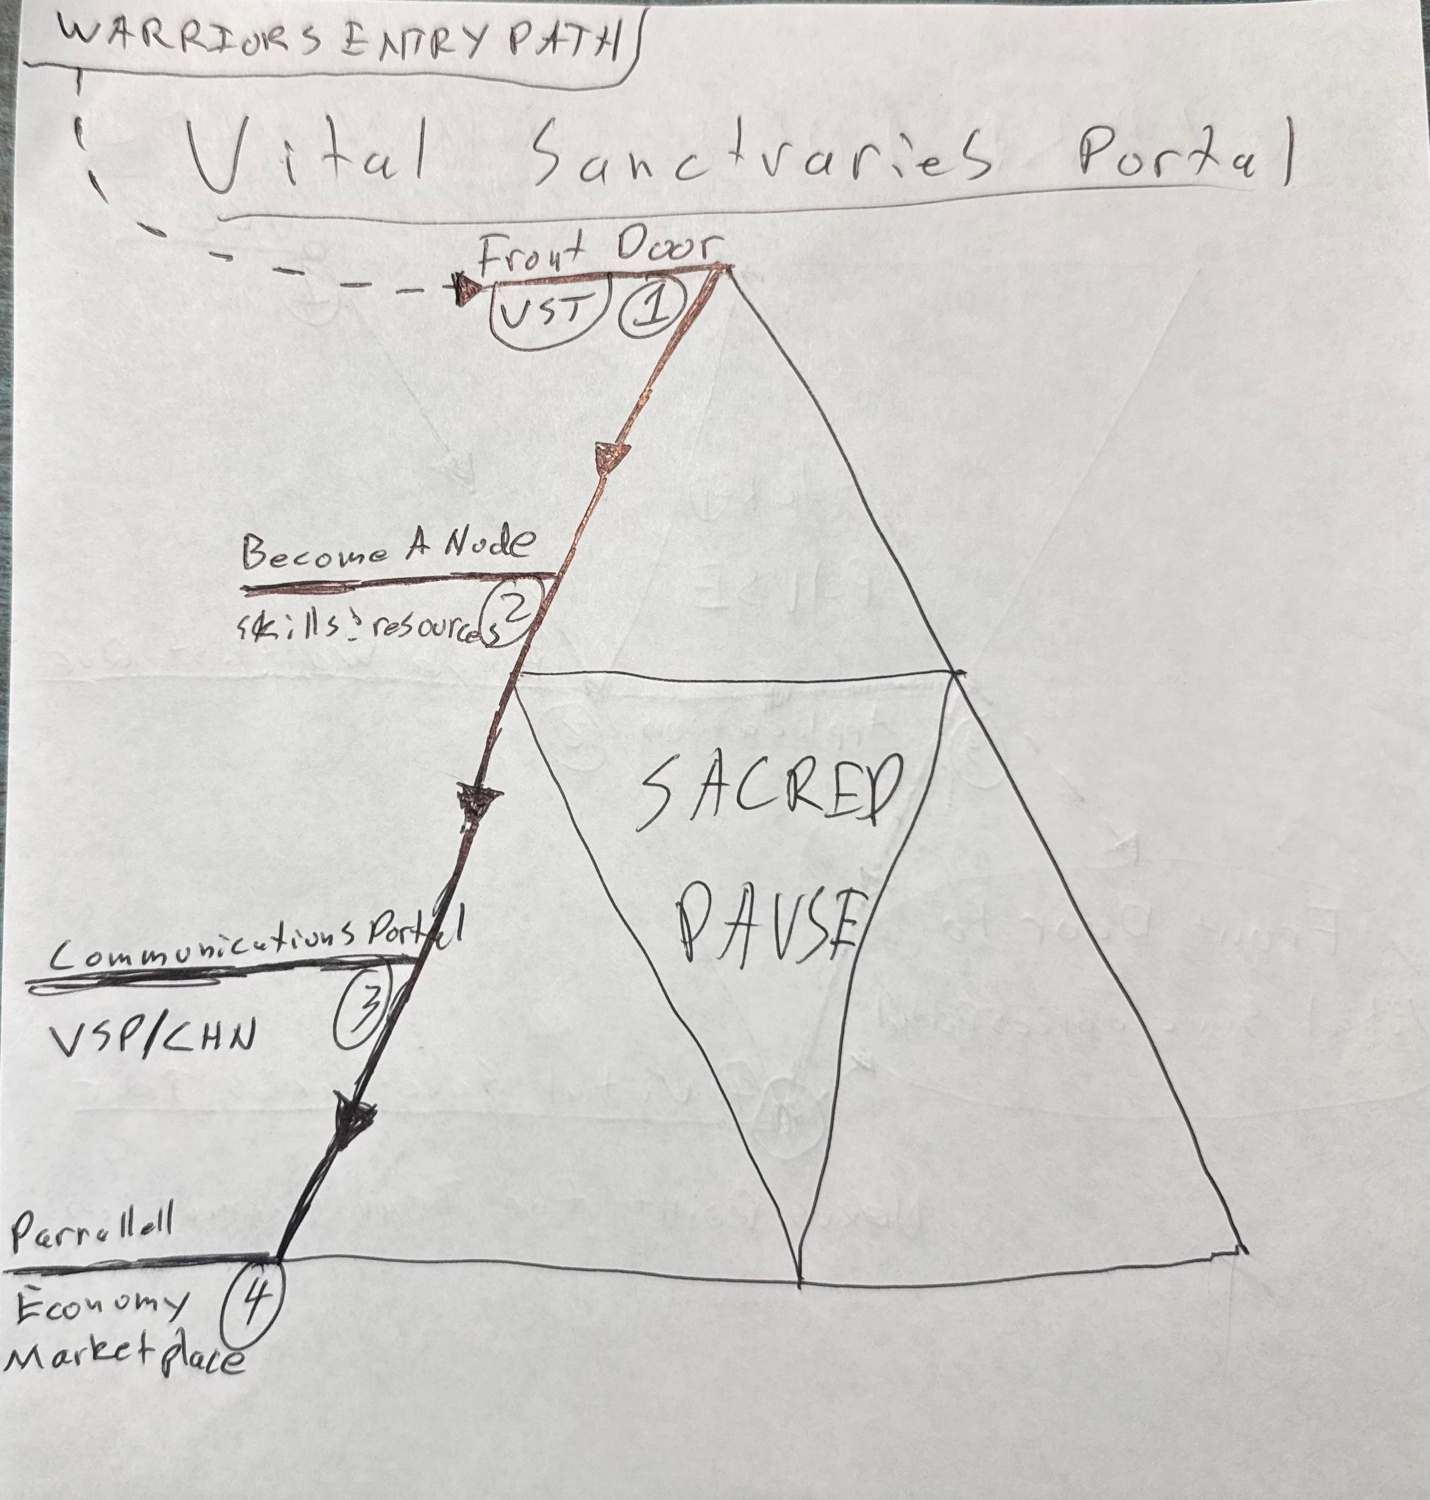 WARRIORS ENTRY PATH
Vital Sanctuaries Portal
Front Door
VST 1
Become A Node
2
skills: resources
SACRED
PAUSE
Communications Portal
3
VSP/CHN
Parrallell
4
Economy
Marketplace